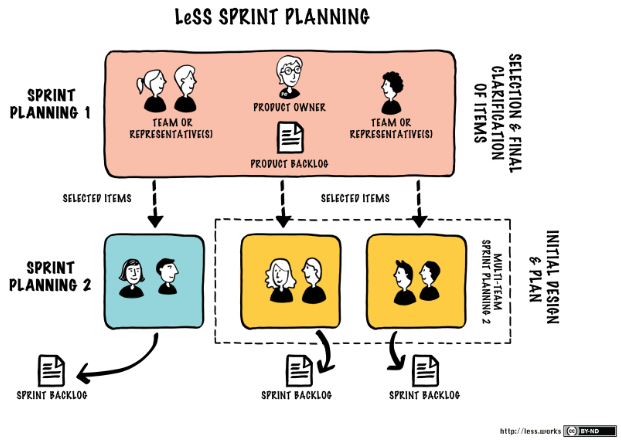 LeSS SPRINT PLANNING
SPRINT
PLANNING 1
TEAM OR
REPRESENTATIVE(S)
PRODUCT OWNER
PRODUCT BACKLOG
TEAM OR
REPRESENTATIVE(S)
SELECTION & FINAL
CLARIFICATION
OF ITEMS
SELECTED ITEMS
SELECTED ITEMS
SPRINT
PLANNING 2
MULTI-TEAM
SPRINT PLANNING 2
INITIAL DESIGN
& PLAN
SPRINT BACKLOG
SPRINT BACKLOG
SPRINT BACKLOG
http://less.works cc BY-ND